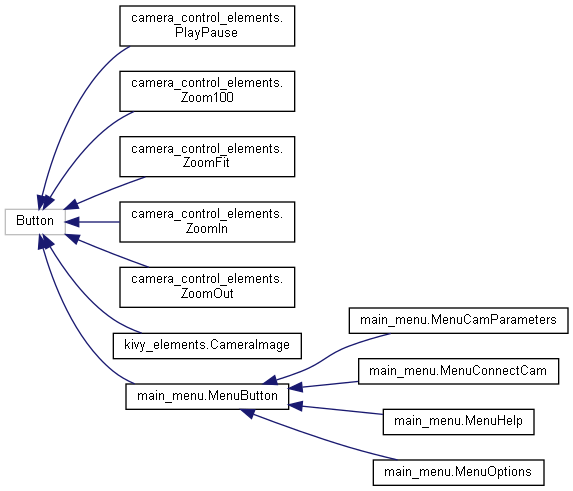 camera_control_elements.
PlayPause
camera_control_elements.
Zoom100
camera_control_elements.
ZoomFit
Button
camera_control_elements.
ZoomIn
camera_control_elements.
ZoomOut
kivy_elements.CameraImage
main_menu.MenuButton
main_menu.MenuCamParameters
main_menu.MenuConnectCam
main_menu.MenuHelp
main_menu.MenuOptions